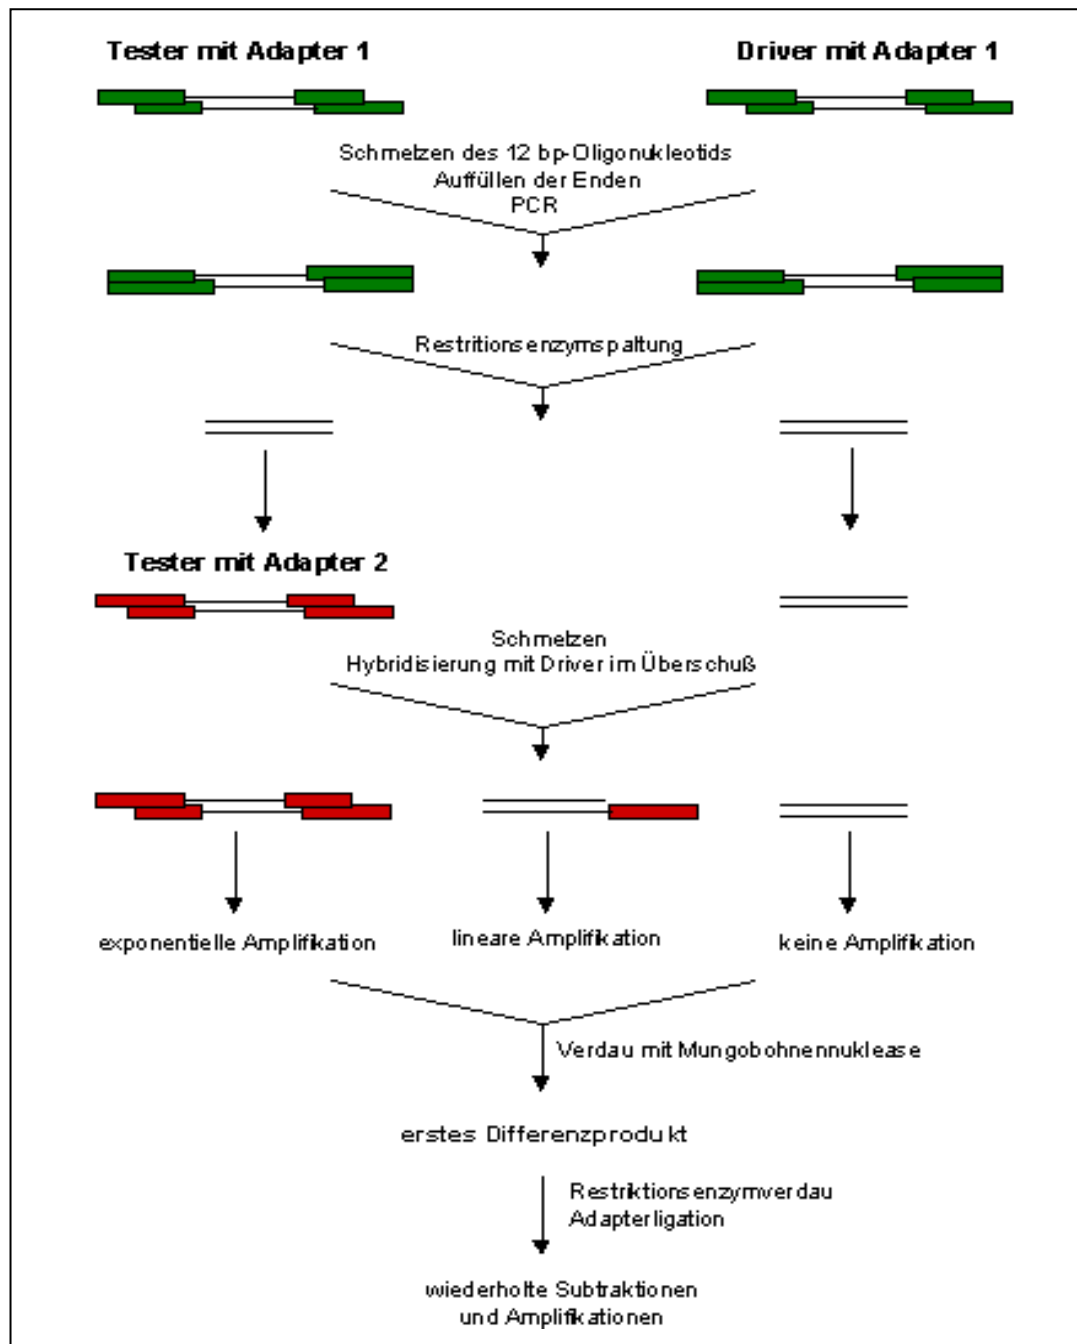 Tester mit Adapter 1
Driver mit Adapter 1
Schmelzen des 12 bp-Oligonukleotids
Auffüllen der Enden
PCR
Restritionsenzymspaltung
Tester mit Adapter 2
Schmelzen
Hybridisierung mit Driver im Überschuß
exponentielle Amplifikation
lineare Amplifikation
keine Amplifikation
Verdau mit Mungobohnennuklease
erstes Differenzprodukt
Restriktionsenzymverdau
Adapterligation
wiederholte Subtraktionen
und Amplifikationen